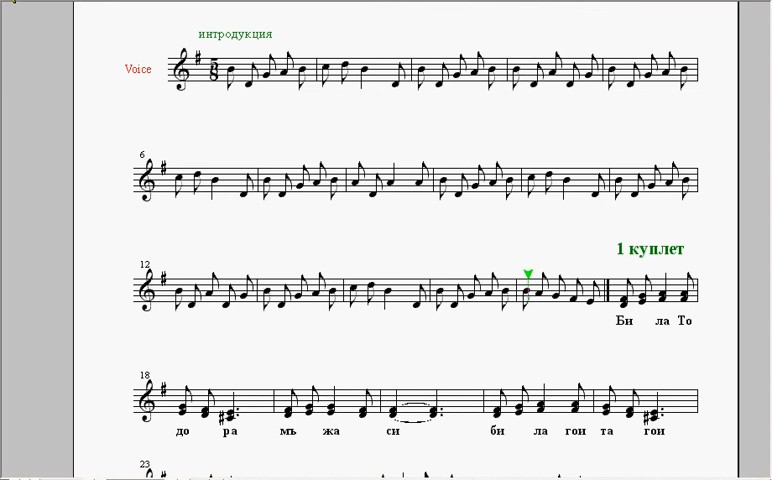 интродукция
Voice
5
8
6
1 куплет
12
Би ла То
18
до ра мъ жа си би ла гои та гои
23